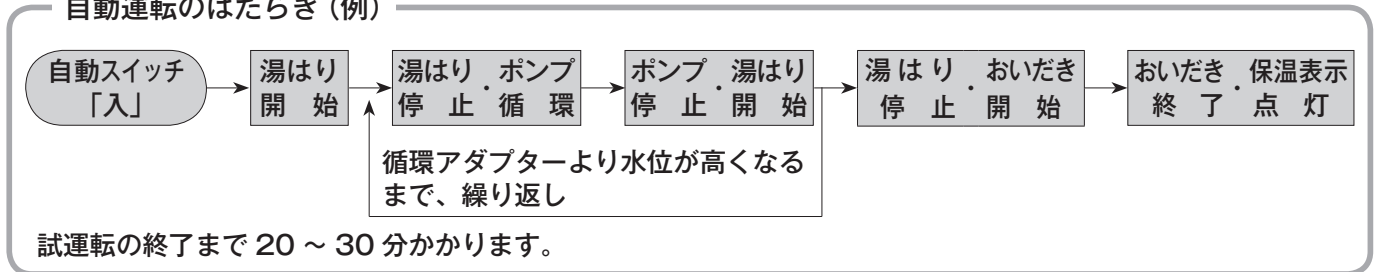 自動運転のはたらき（例）
自動スイッチ
「入」
湯はり
開始
湯はり・ポンプ
停止・循環
ポンプ・湯はり
停止・開始
湯はり・おいだき
停止・開始
おいだき・保温表示
終了・点灯
循環アダプターより水位が高くなる
まで、繰り返し
試運転の終了まで 20 ～ 30 分かかります。